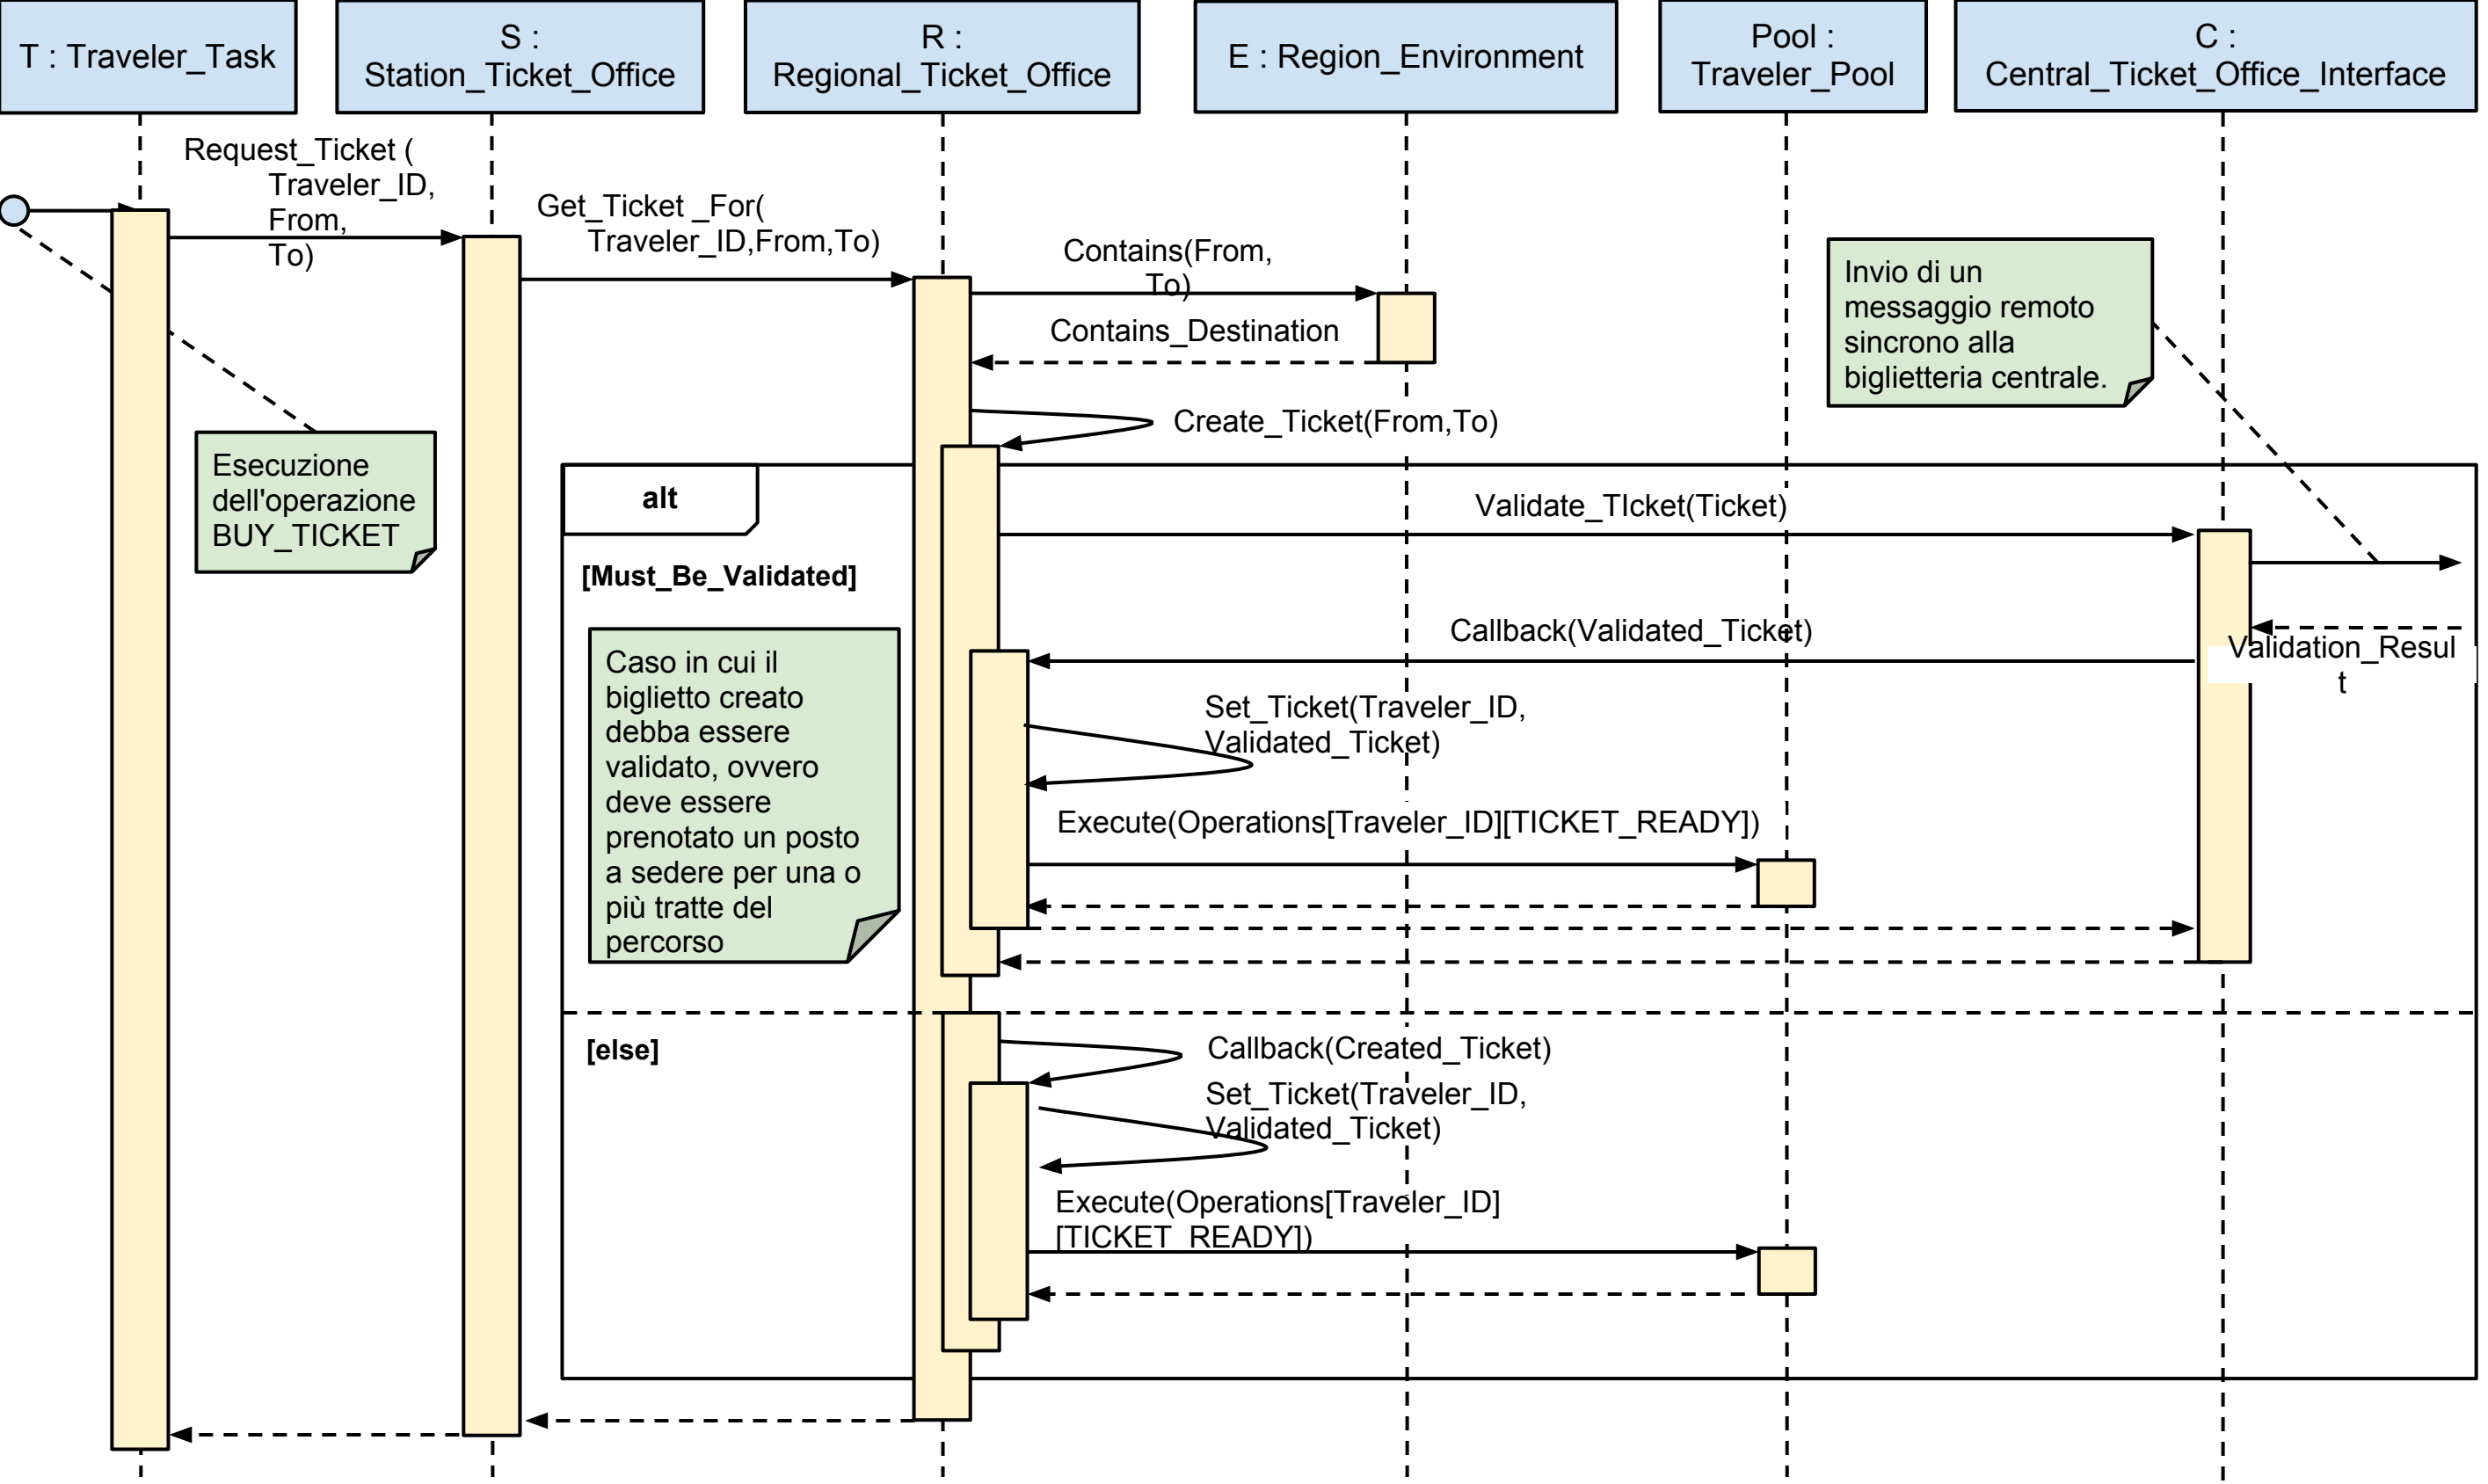 T : Traveler_Task
S :
Station_Ticket_Office
R :
Regional_Ticket_Office
E : Region_Environment
Pool :
Traveler_Pool
C :
Central_Ticket_Office_Interface
Request_Ticket (
Traveler_ID,
From,
To)
Get_Ticket _For(
Traveler_ID,From,To)
Contains(From,
To)
Contains_Destination
Invio di un
messaggio remoto
sincrono alla
biglietteria centrale.
Create_Ticket(From,To)
Esecuzione
dell'operazione
BUY_TICKET
alt
Validate_TIcket(Ticket)
[Must_Be_Validated]
Callback(Validated_Ticket)
Validation_Resul
t
Caso in cui il
biglietto creato
debba essere
validato, ovvero
deve essere
prenotato un posto
a sedere per una o
più tratte del
percorso
Set_Ticket(Traveler_ID,
Validated_Ticket)
Execute(Operations[Traveler_ID][TICKET_READY])
[else]
Callback(Created_Ticket)
Set_Ticket(Traveler_ID,
Validated_Ticket)
Execute(Operations[Traveler_ID]
[TICKET_READY])